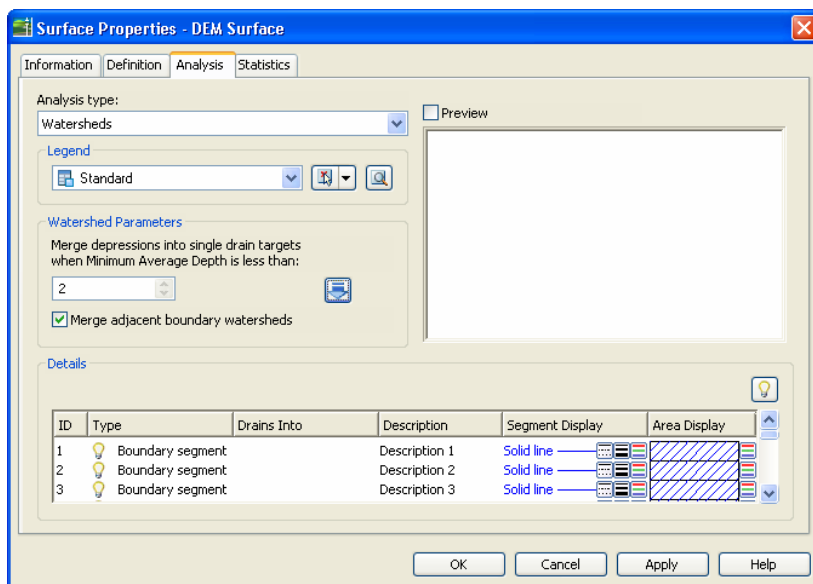 Surface Properties - DEM Surface
Information Definition Analysis Statistics
Analysis type:
Watersheds
Preview
Legend
Standard
Watershed Parameters
Merge depressions into single drain targets
when Minimum Average Depth is less than:
2
Merge adjacent boundary watersheds
Details
ID Type Drains Into Description Segment Display Area Display
1 Boundary segment Description 1 Solid line
2 Boundary segment Description 2 Solid line
3 Boundary segment Description 3 Solid line
OK Cancel Apply Help